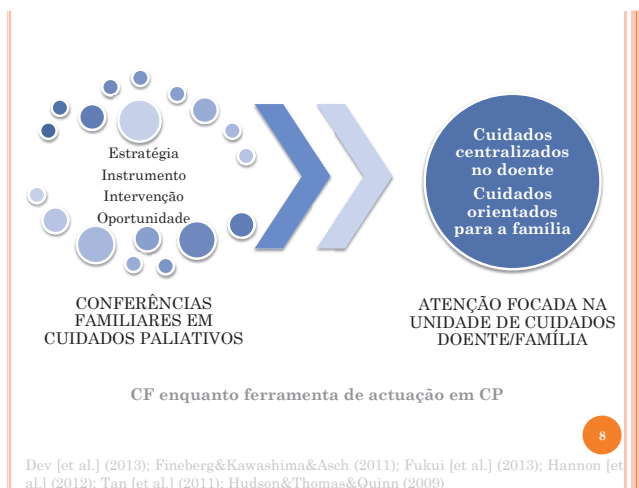 Estratégia
Instrumento
Intervenção
Oportunidade
Cuidados
centralizados
no doente
Cuidados
orientados
para a família
CONFERÊNCIAS
FAMILIARES EM
CUIDADOS PALIATIVOS
ATENÇÃO FOCADA NA
UNIDADE DE CUIDADOS
DOENTE/FAMÍLIA
CF enquanto ferramenta de actuação em CP
8
Dev [et al.] (2013); Fineberg&Kawashima&Asch (2011); Fukui [et al.] (2013); Hannon [et
al.] (2012); Tan [et al.] (2011); Hudson&Thomas&Quinn (2009)